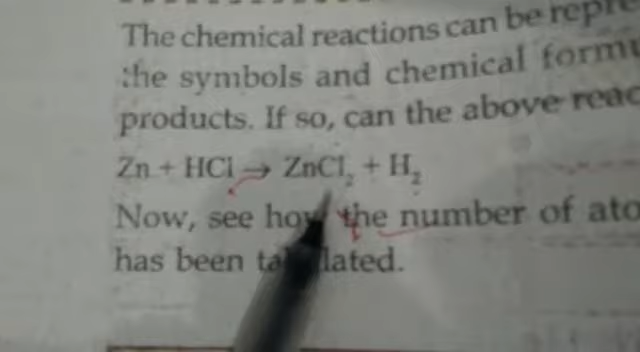 The chemical reactions can be repre
the symbols and chemical formu
products. If so, can the above reac
Zn + HCl → ZnCl₂ + H₂
Now, see how the number of ato
has been ta lated.